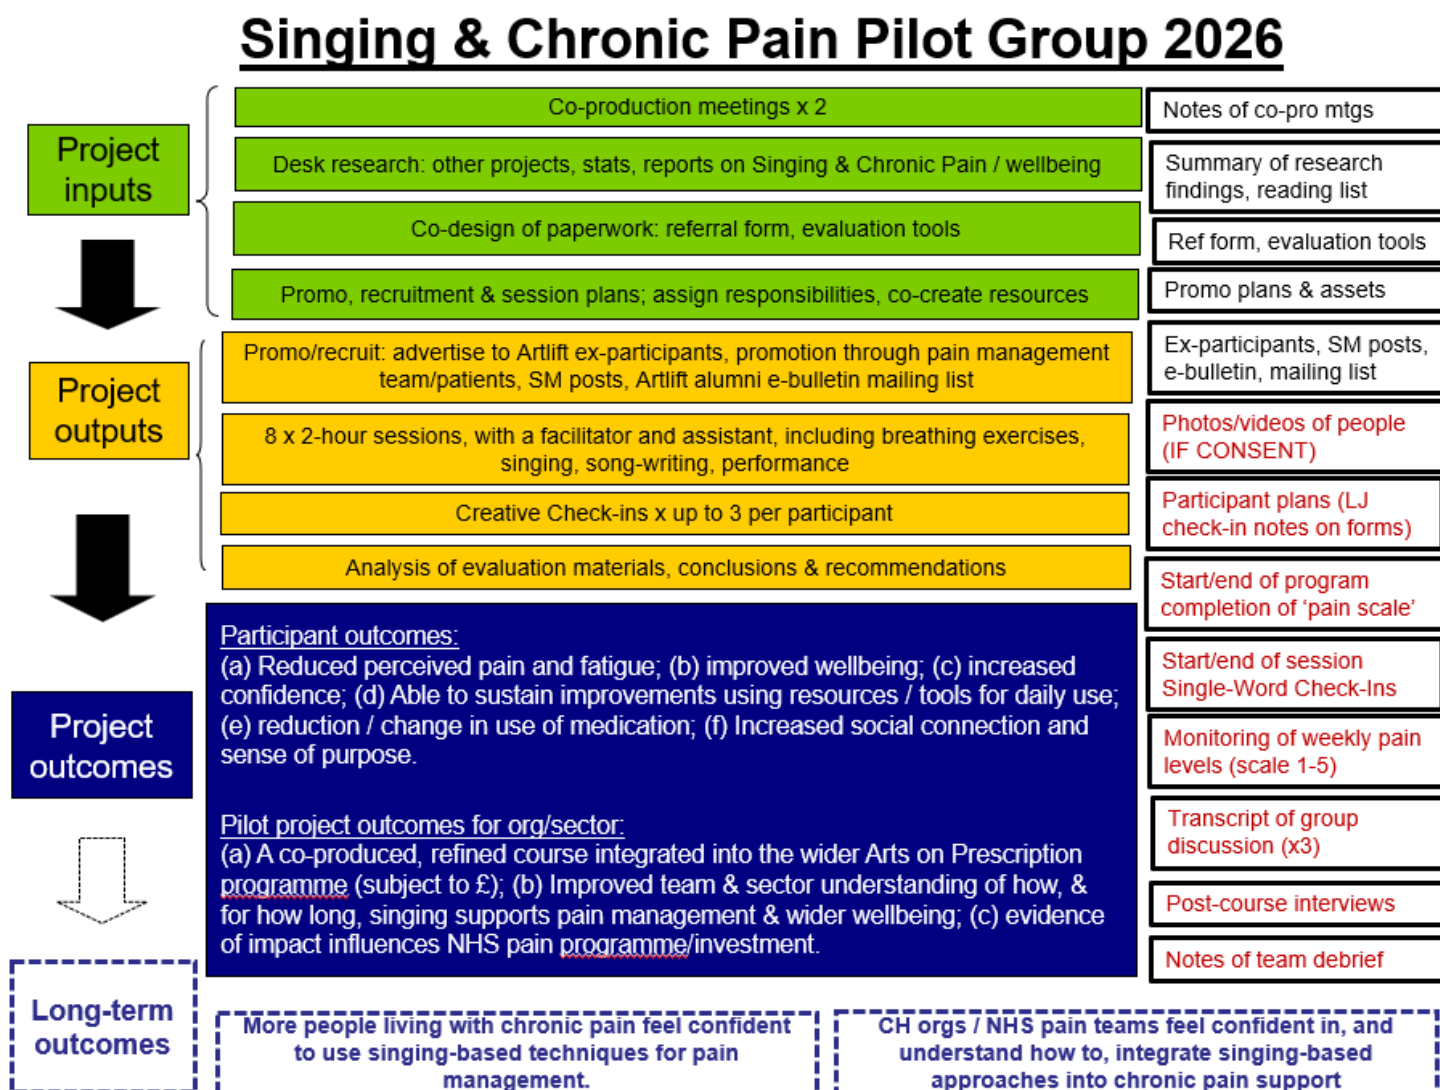 Singing & Chronic Pain Pilot Group 2026
Project
inputs
Co-production meetings x 2
Desk research: other projects, stats, reports on Singing & Chronic Pain / wellbeing
Co-design of paperwork: referral form, evaluation tools
Promo, recruitment & session plans; assign responsibilities, co-create resources
Notes of co-pro mtgs
Summary of research
findings, reading list
Ref form, evaluation tools
Promo plans & assets
Project
outputs
Promo/recruit: advertise to Artlift ex-participants, promotion through pain management
team/patients, SM posts, Artlift alumni e-bulletin mailing list
8 x 2-hour sessions, with a facilitator and assistant, including breathing exercises,
singing, song-writing, performance
Creative Check-ins x up to 3 per participant
Analysis of evaluation materials, conclusions & recommendations
Ex-participants, SM posts,
e-bulletin, mailing list
Photos/videos of people
(IF CONSENT)
Participant plans (LJ
check-in notes on forms)
Start/end of program
completion of ‘pain scale’
Start/end of session
Single-Word Check-Ins
Monitoring of weekly pain
levels (scale 1-5)
Transcript of group
discussion (x3)
Post-course interviews
Notes of team debrief
Project
outcomes
Participant outcomes:
(a) Reduced perceived pain and fatigue; (b) improved wellbeing; (c) increased
confidence; (d) Able to sustain improvements using resources / tools for daily use;
(e) reduction / change in use of medication; (f) Increased social connection and
sense of purpose.
Pilot project outcomes for org/sector:
(a) A co-produced, refined course integrated into the wider Arts on Prescription
programme (subject to £); (b) Improved team & sector understanding of how, &
for how long, singing supports pain management & wider wellbeing; (c) evidence
of impact influences NHS pain programme/investment.
Long-term
outcomes
More people living with chronic pain feel confident
to use singing-based techniques for pain
management.
CH orgs / NHS pain teams feel confident in, and
understand how to, integrate singing-based
approaches into chronic pain support